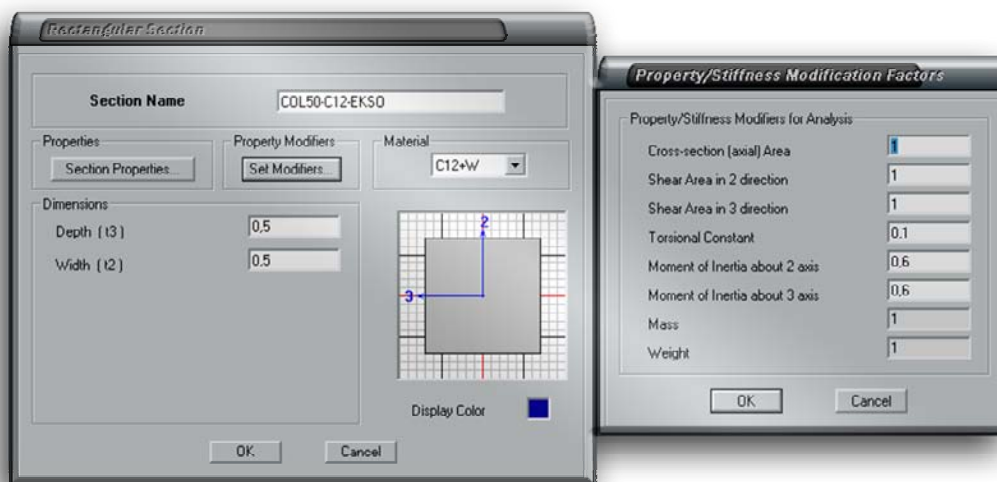 Rectangular Section
Section Name
COL50-C12-EKSO
Properties
Section Properties...
Property Modifiers
Set Modifiers...
Material
C12+W
Dimensions
Depth ( t3 )
0,5
Width ( t2 )
0.5
2
3
Display Color
OK
Cancel
Property/Stiffness Modification Factors
Property/Stiffness Modifiers for Analysis
Cross-section (axial) Area
1
Shear Area in 2 direction
1
Shear Area in 3 direction
1
Torsional Constant
0.1
Moment of Inertia about 2 axis
0,6
Moment of Inertia about 3 axis
0,6
Mass
1
Weight
1
OK
Cancel